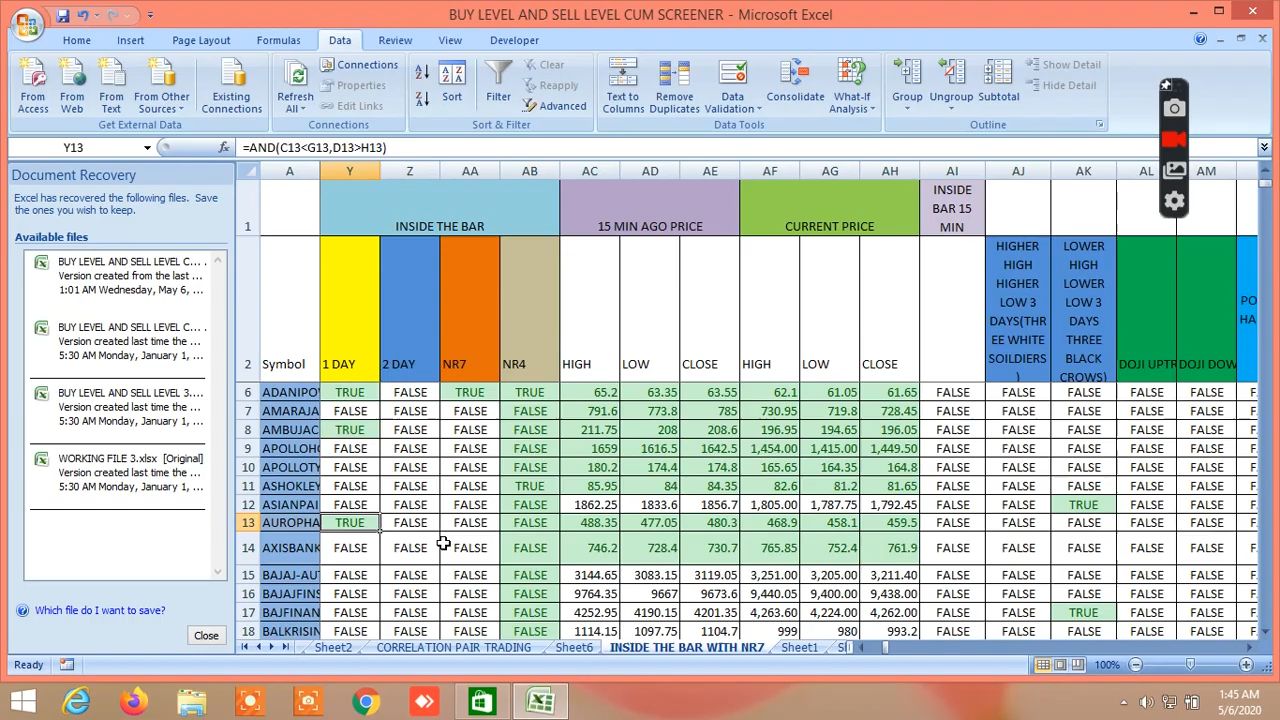 BUY LEVEL AND SELL LEVEL CUM SCREENER - Microsoft Excel
Home Insert Page Layout Formulas Data Review View Developer
From Access
From Web
From Text
From Other Sources
Existing Connections
Get External Data
Refresh All
Connections
Properties
Edit Links
Connections
Sort
Filter
Clear
Reapply
Advanced
Sort & Filter
Text to Columns
Remove Duplicates
Data Validation
Consolidate
What-If Analysis
Data Tools
Group
Ungroup
Subtotal
Show Detail
Hide Detail
Outline
Y13 fx =AND(C13<G13,D13>H13)
Document Recovery
Excel has recovered the following files. Save
the ones you wish to keep.
Available files
BUY LEVEL AND SELL LEVEL C... .
Version created from the last ...
1:01 AM Wednesday, May 6, ...
BUY LEVEL AND SELL LEVEL C... .
Version created last time the ...
5:30 AM Monday, January 1, ...
BUY LEVEL AND SELL LEVEL 3....
Version created last time the ...
5:30 AM Monday, January 1, ...
WORKING FILE 3.xlsx [Original]
Version created last time the ...
5:30 AM Monday, January 1, ...
Which file do I want to save?
Close
A Y Z AA AB AC AD AE AF AG AH AI AJ AK AL AM
1 INSIDE THE BAR 15 MIN AGO PRICE CURRENT PRICE INSIDE BAR 15 MIN
2 Symbol 1 DAY 2 DAY NR7 NR4 HIGH LOW CLOSE HIGH LOW CLOSE
HIGHER
HIGH
HIGHER
LOW 3
DAYS(THR
EE WHITE
SOILDIERS
)
LOWER
HIGH
LOWER
LOW 3
DAYS
THREE
BLACK
CROWS)
DOJI UPTR DOJI DOW
PO
HA
6 ADANIPO TRUE FALSE TRUE TRUE 65.2 63.35 63.55 62.1 61.05 61.65 FALSE FALSE FALSE FALSE FALSE
7 AMARAJA FALSE FALSE FALSE FALSE 791.6 773.8 785 730.95 719.8 728.45 FALSE FALSE FALSE FALSE FALSE
8 AMBUJAC TRUE FALSE FALSE FALSE 211.75 208 208.6 196.95 194.65 196.05 FALSE FALSE FALSE FALSE FALSE
9 APOLLOHO FALSE FALSE FALSE FALSE 1659 1616.5 1642.5 1,454.00 1,415.00 1,449.50 FALSE FALSE FALSE FALSE FALSE
10 APOLLOTY FALSE FALSE FALSE FALSE 180.2 174.4 174.8 165.65 164.35 164.8 FALSE FALSE FALSE FALSE FALSE
11 ASHOKLEY FALSE FALSE FALSE TRUE 85.95 84 84.35 82.6 81.2 81.65 FALSE FALSE FALSE FALSE FALSE
12 ASIANPAI FALSE FALSE FALSE FALSE 1862.25 1833.6 1856.7 1,805.00 1,787.75 1,792.45 FALSE FALSE TRUE FALSE FALSE
13 AUROPHA TRUE FALSE FALSE FALSE 488.35 477.05 480.3 468.9 458.1 459.5 FALSE FALSE FALSE FALSE FALSE
14 AXISBANK FALSE FALSE FALSE FALSE 746.2 728.4 730.7 765.85 752.4 761.9 FALSE FALSE FALSE FALSE FALSE
15 BAJAJ-AUT FALSE FALSE FALSE FALSE 3144.65 3083.15 3119.05 3,251.00 3,205.00 3,211.40 FALSE FALSE FALSE FALSE FALSE
16 BAJAJFINS FALSE FALSE FALSE FALSE 9764.35 9667 9673.6 9,440.05 9,400.00 9,438.00 FALSE FALSE FALSE FALSE FALSE
17 BAJFINAN FALSE FALSE FALSE FALSE 4252.95 4190.15 4201.35 4,263.60 4,224.00 4,262.00 FALSE FALSE TRUE FALSE FALSE
18 BALKRISIN FALSE FALSE FALSE FALSE 1114.15 1097.75 1104.7 999 980 993.2 FALSE FALSE FALSE FALSE FALSE
Sheet2 CORRELATION PAIR TRADING Sheet6 INSIDE THE BAR WITH NR7 Sheet1
Ready 100%
1:45 AM
5/6/2020